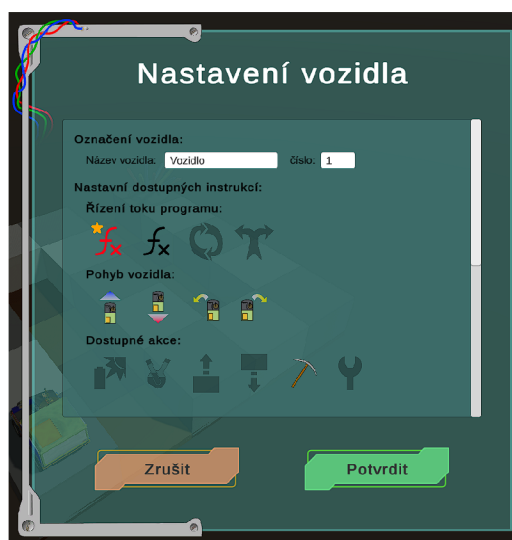 Nastavení vozidla
Označení vozidla:
Název vozidla: Vozidlo číslo: 1
Nastavní dostupných instrukcí:
Řízení toku programu:
Pohyb vozidla:
Dostupné akce:
Zrušit Potvrdit